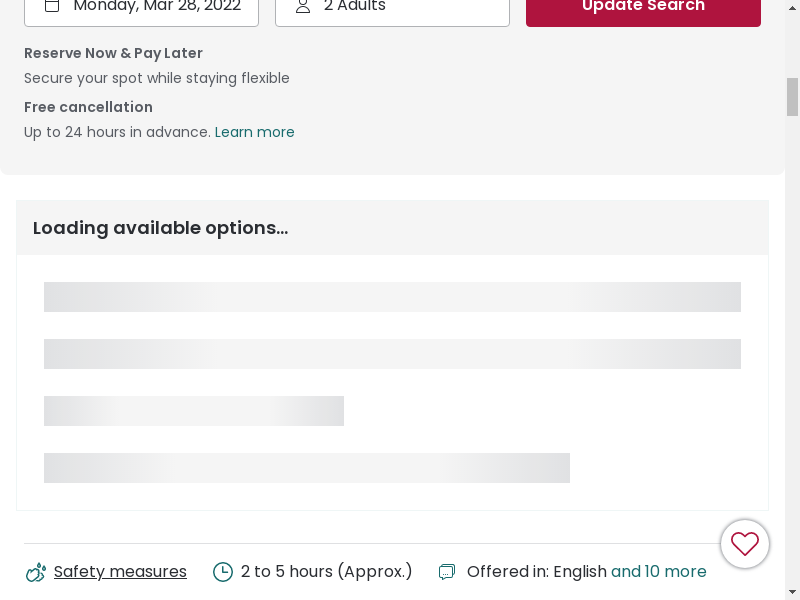 Monday, Mar 28, 2022 2 Adults Update Search
Reserve Now & Pay Later
Secure your spot while staying flexible
Free cancellation
Up to 24 hours in advance. Learn more
Loading available options...
Safety measures 2 to 5 hours (Approx.) Offered in: English and 10 more